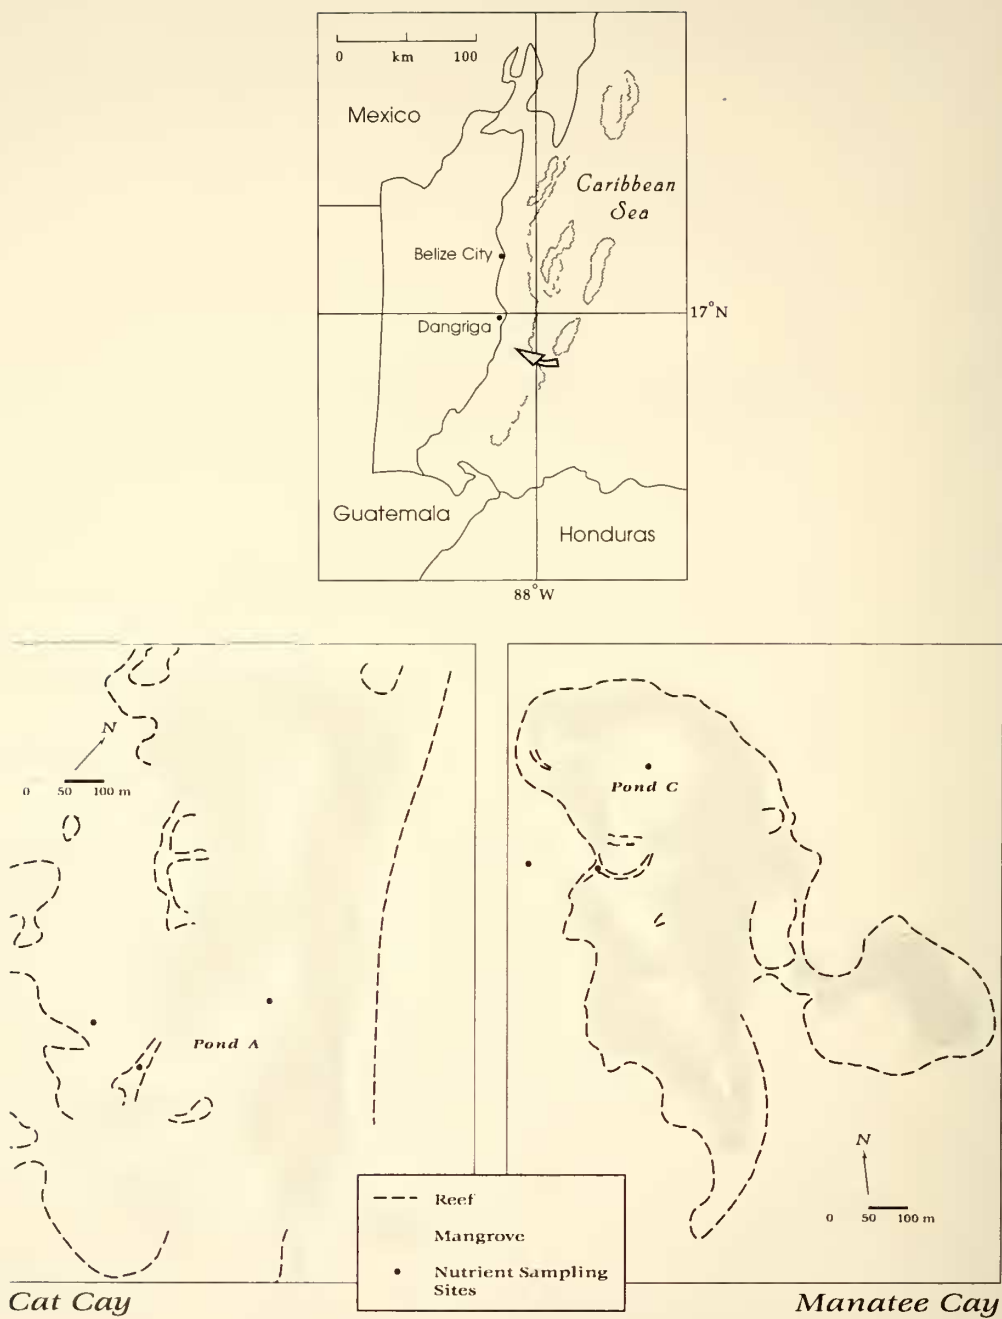 0 km 100
Mexico
Caribbean
Sea
Belize City
17°N
Dangriga
Guatemala
Honduras
88°W
N
0 50 100 m
Pond A
Pond C
N
0 50 100 m
Reef
Mangrove
Nutrient Sampling
Sites
Cat Cay
Manatee Cay